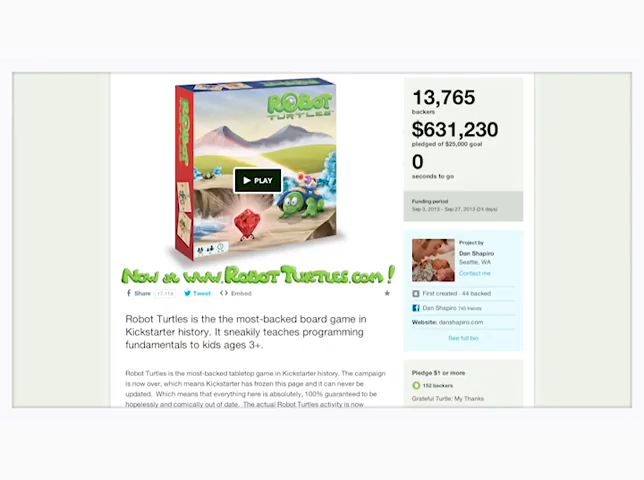 ROBOT
TURTLES
ROBOT
TURTLES
PLAY
Now at www.RobotTurtles.com!
Share 17,119 Tweet Embed
Robot Turtles is the the most-backed board game in
Kickstarter history. It sneakily teaches programming
fundamentals to kids ages 3+.
Robot Turtles is the most-backed tabletop game in Kickstarter history. The campaign
is now over, which means Kickstarter has frozen this page and it can never be
updated. Which means that everything here is absolutely, 100% guaranteed to be
hopelessly and comically out of date. The actual Robot Turtles activity is now
13,765
backers
$631,230
pledged of $25,000 goal
0
seconds to go
Funding period
Sep 3, 2013 - Sep 27, 2013 (24 days)
Project by
Dan Shapiro
Seattle, WA
Contact me
First created · 44 backed
Dan Shapiro 745 friends
Website: danshapiro.com
See full bio
Pledge $1 or more
152 backers
Grateful Turtle: My Thanks